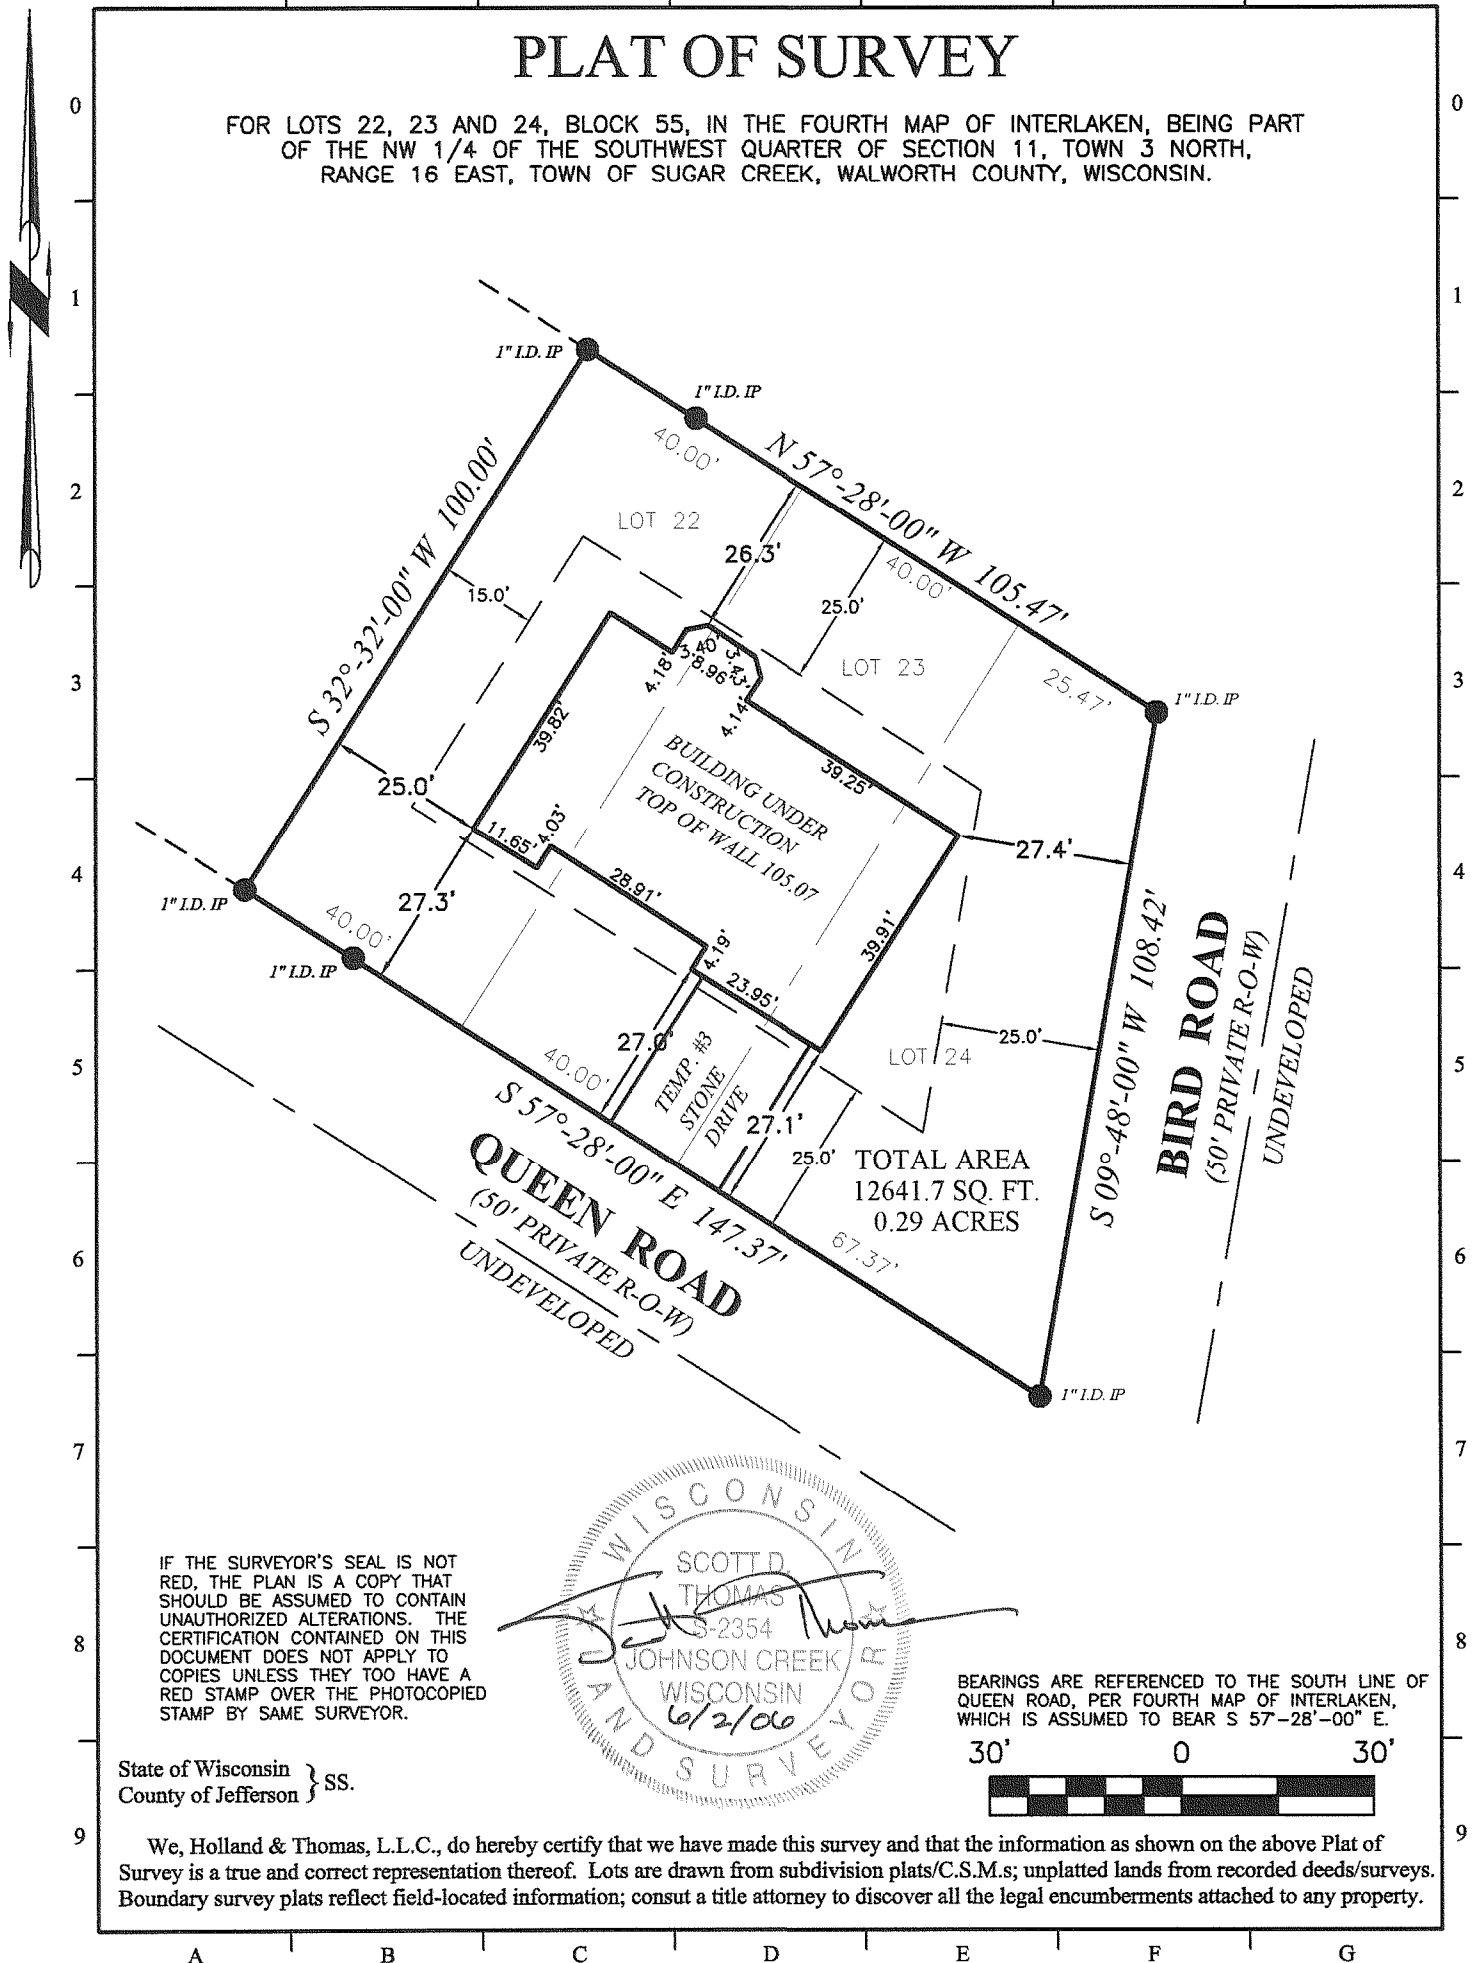 PLAT OF SURVEY
FOR LOTS 22, 23 AND 24, BLOCK 55, IN THE FOURTH MAP OF INTERLAKEN, BEING PART
OF THE NW 1/4 OF THE SOUTHWEST QUARTER OF SECTION 11, TOWN 3 NORTH,
RANGE 16 EAST, TOWN OF SUGAR CREEK, WALWORTH COUNTY, WISCONSIN.
0
0
1
1
2
2
3
3
4
4
5
5
6
6
7
7
8
8
9
9
1" I.D. IP
1" I.D. IP
40.00'
N 57°-28'-00" W 105.47'
S 32°-32'-00" W 100.00'
LOT 22
26.3'
40.00'
15.0'
25.0'
LOT 23
25.47'
1" I.D. IP
4.18'
8.96'
3.43'
4.14'
39.82'
39.25'
BUILDING UNDER
CONSTRUCTION
TOP OF WALL 105.07
25.0'
11.65'
4.03'
28.91'
27.4'
1" I.D. IP
40.00'
27.3'
1" I.D. IP
39.91'
4.19'
23.95'
27.0'
TEMP. #3
STONE
DRIVE
LOT 24
25.0'
S 09°-48'-00" W 108.42'
BIRD ROAD
(50' PRIVATE R-O-W)
UNDEVELOPED
40.00'
27.1'
25.0'
S 57°-28'-00" E 147.37'
QUEEN ROAD
(50' PRIVATE R-O-W)
UNDEVELOPED
TOTAL AREA
12641.7 SQ. FT.
0.29 ACRES
67.37'
1" I.D. IP
WISCONSIN
SCOTT D.
THOMAS
S-2354
JOHNSON CREEK
WISCONSIN
6/2/06
LAND SURVEYOR
IF THE SURVEYOR'S SEAL IS NOT
RED, THE PLAN IS A COPY THAT
SHOULD BE ASSUMED TO CONTAIN
UNAUTHORIZED ALTERATIONS. THE
CERTIFICATION CONTAINED ON THIS
DOCUMENT DOES NOT APPLY TO
COPIES UNLESS THEY TOO HAVE A
RED STAMP OVER THE PHOTOCOPIED
STAMP BY SAME SURVEYOR.
BEARINGS ARE REFERENCED TO THE SOUTH LINE OF
QUEEN ROAD, PER FOURTH MAP OF INTERLAKEN,
WHICH IS ASSUMED TO BEAR S 57°-28'-00" E.
30' 0 30'
State of Wisconsin
County of Jefferson } SS.
We, Holland & Thomas, L.L.C., do hereby certify that we have made this survey and that the information as shown on the above Plat of
Survey is a true and correct representation thereof. Lots are drawn from subdivision plats/C.S.M.s; unplatted lands from recorded deeds/surveys.
Boundary survey plats reflect field-located information; consut a title attorney to discover all the legal encumberments attached to any property.
A B C D E F G